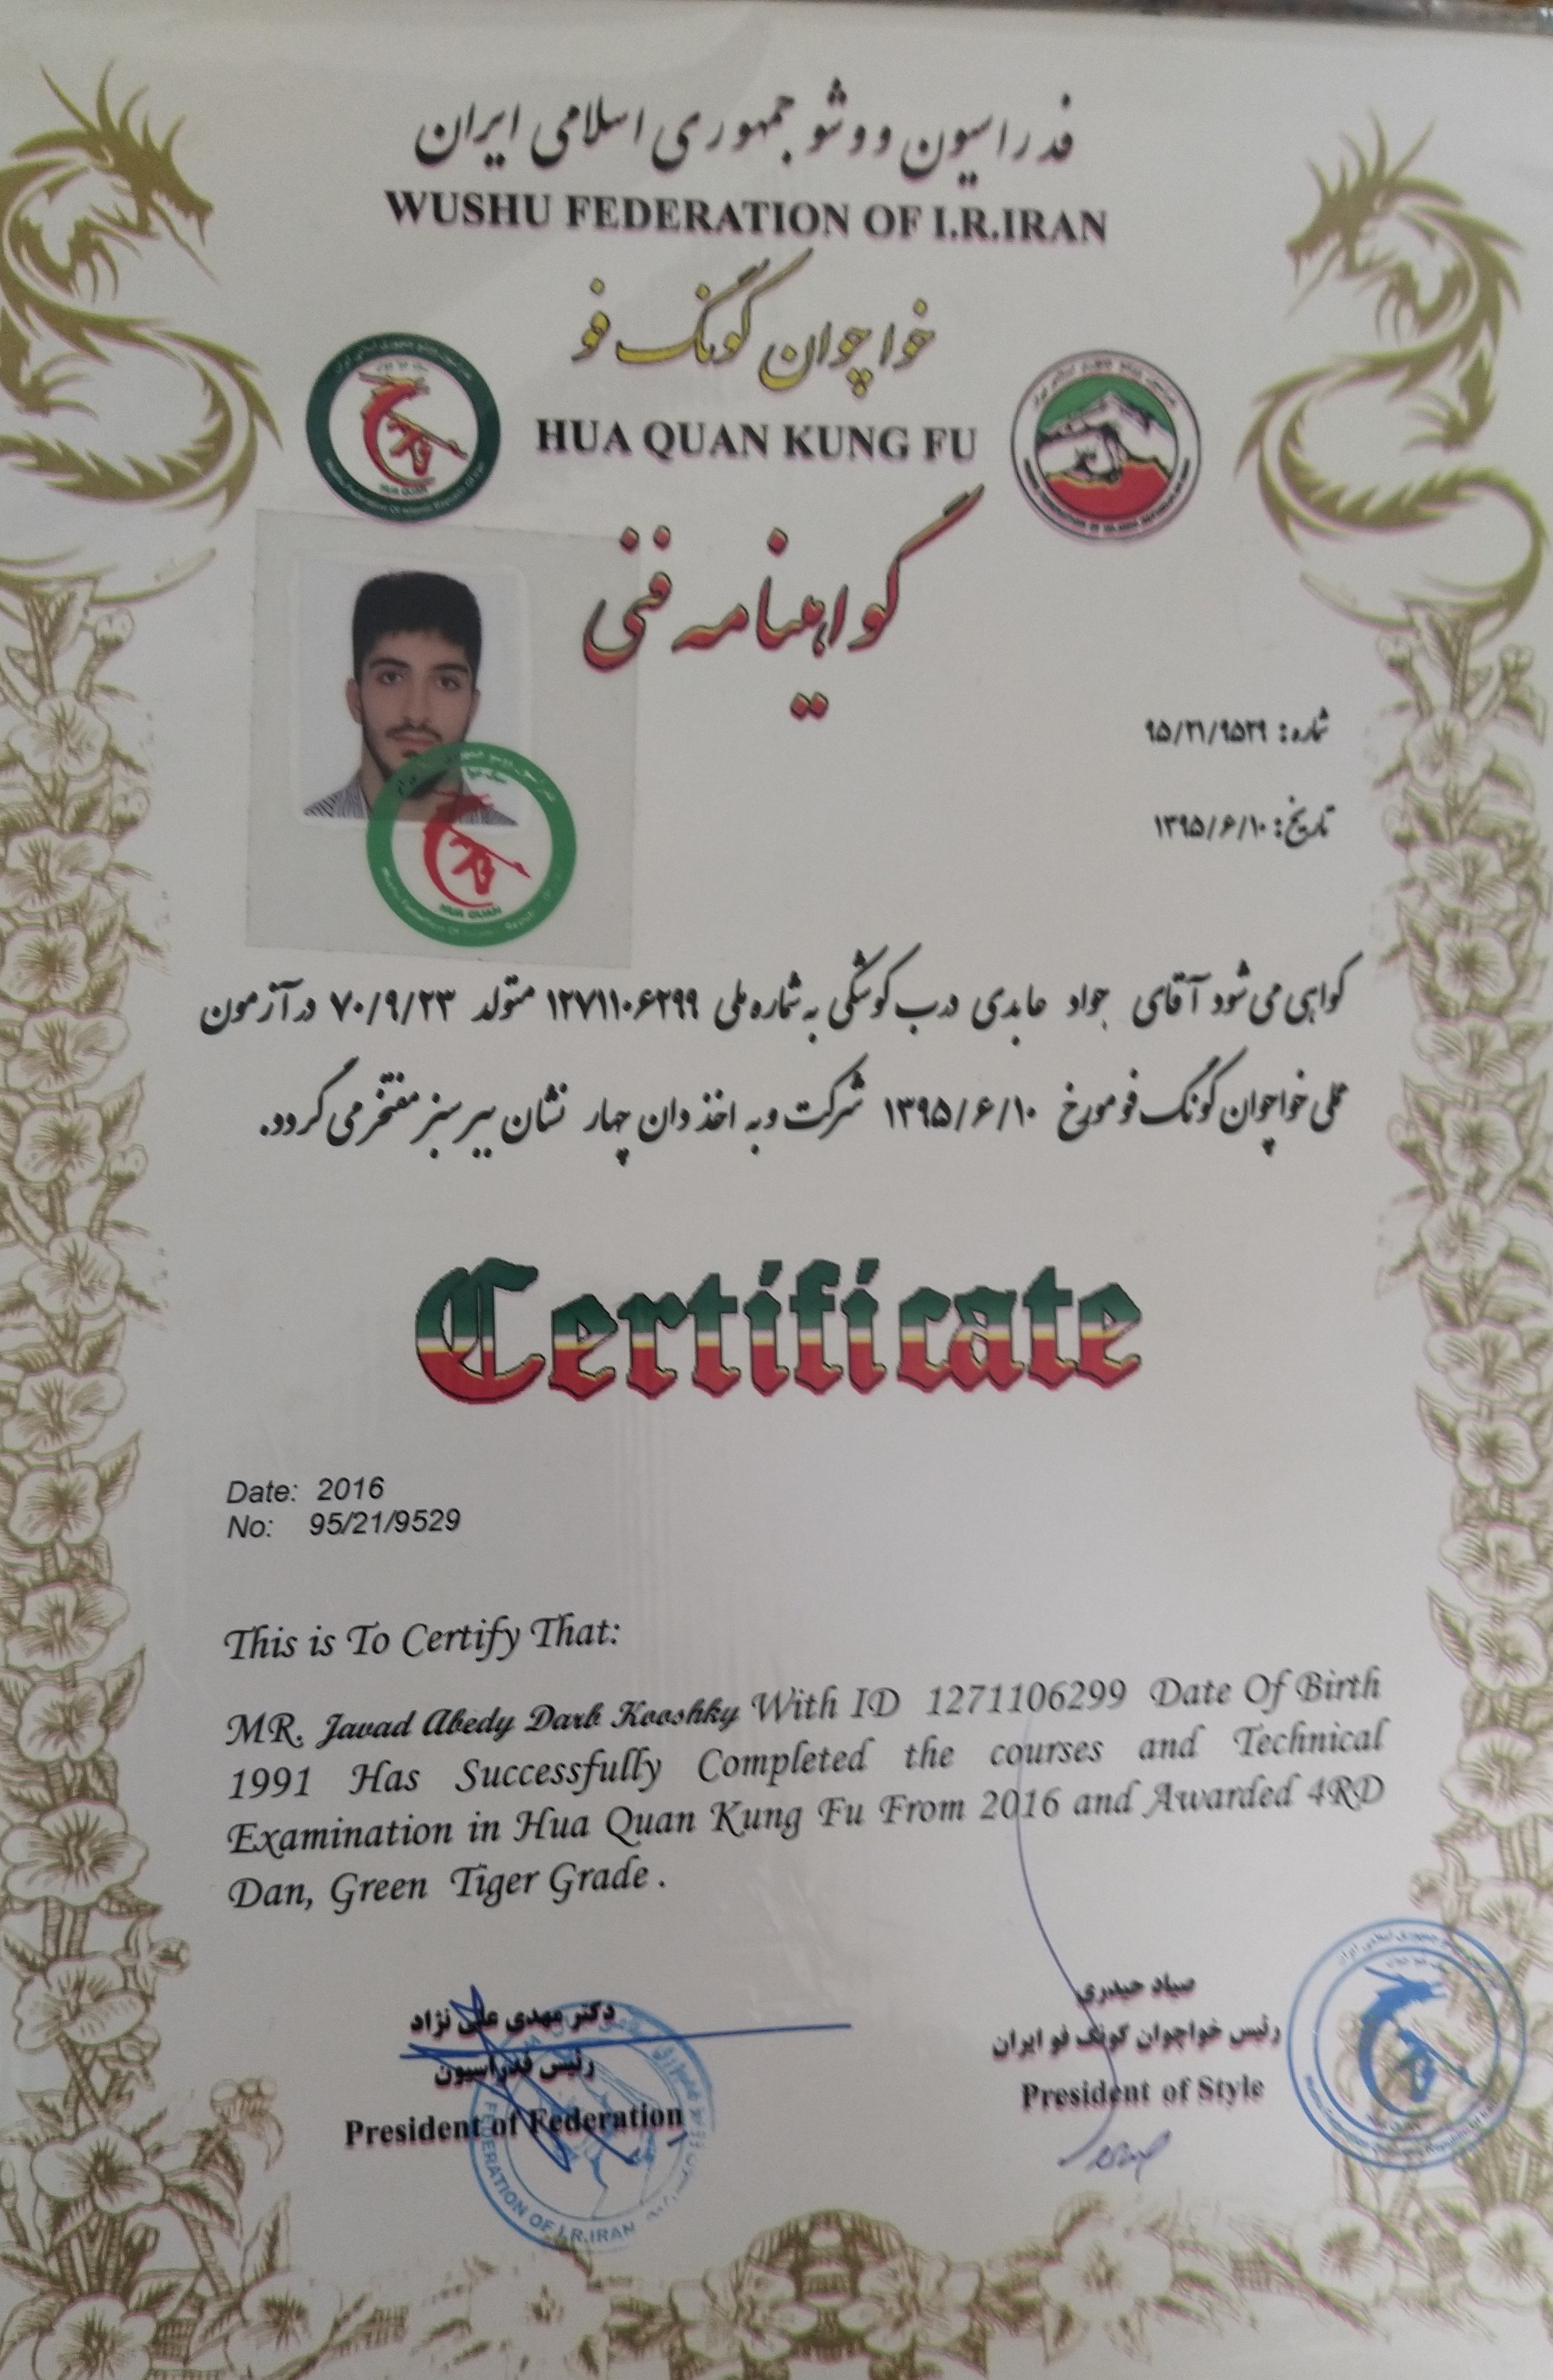 فدراسیون ووشو جمهوری اسلامی ایران
WUSHU FEDERATION OF I.R.IRAN
خواچوان کونگ فو
HUA QUAN KUNG FU
HUA QUAN
گواهینامه فنی
شماره: ۹۵/۲۱/۹۵۲۹
تاریخ: ۱۳۹۵/۶/۱۰
HUA QUAN
گواهی می شود آقای جواد عابدی درب کوشکی به شماره ملی ۱۲۷۱۱۰۶۲۹۹ متولد ۷۰/۹/۲۳ در آزمون
فنی خواچوان کونگ فو مورخ ۱۳۹۵/۶/۱۰ شرکت و به اخذ دان چهار نشان ببر سبز مفتخر می گردد.
Certificate
Date: 2016
No: 95/21/9529
This is To Certify That:
MR. Javad Abedy Darb Kooshky With ID 1271106299 Date Of Birth
1991 Has Successfully Completed the courses and Technical
Examination in Hua Quan Kung Fu From 2016 and Awarded 4RD
Dan, Green Tiger Grade .
دکتر مهدی علی نژاد
رئیس فدراسیون
President of Federation
FEDERATION OF I.R.IRAN
صیاد حیدری
رئیس خواچوان کونگ فو ایران
President of Style